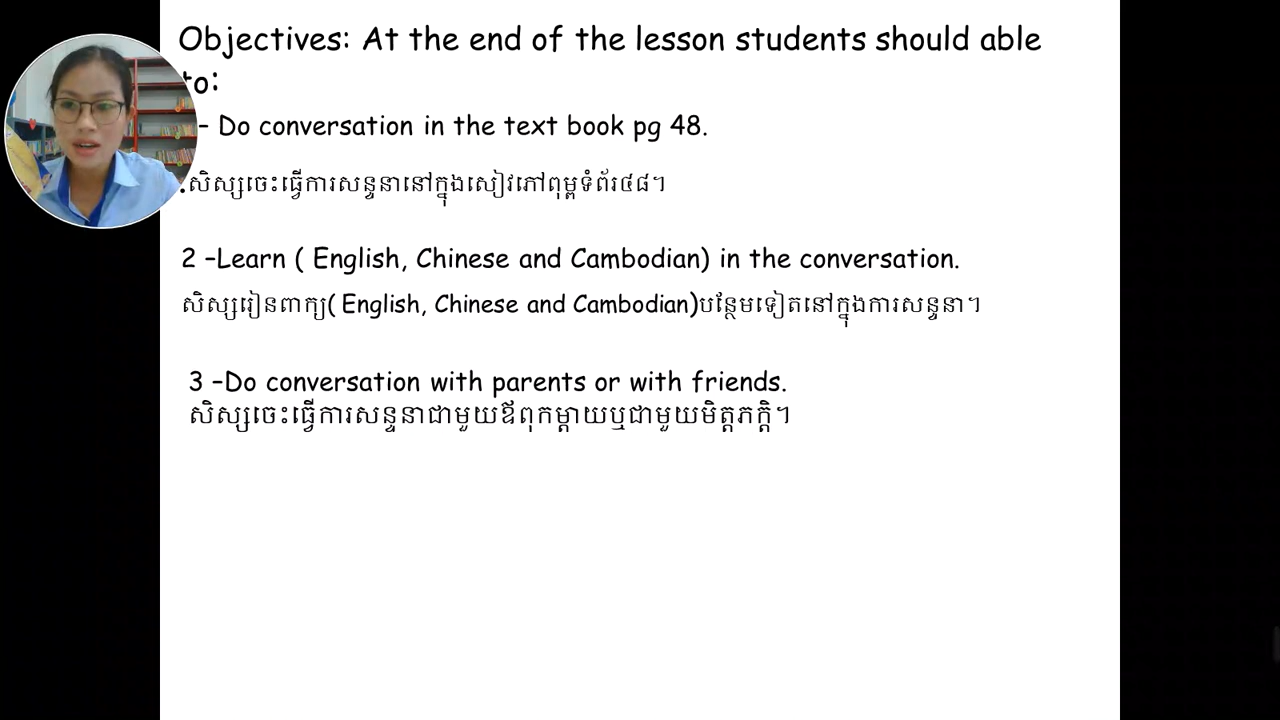 Objectives: At the end of the lesson students should able
to:
– Do conversation in the text book pg 48.
.សិស្សចេះធ្វើការសន្ទនានៅក្នុងសៀវភៅពុម្ពទំព័រ៤៨។
2 –Learn ( English, Chinese and Cambodian) in the conversation.
សិស្សរៀនពាក្យ( English, Chinese and Cambodian)បន្ថែមទៀតនៅក្នុងការសន្ទនា។
3 –Do conversation with parents or with friends.
សិស្សចេះធ្វើការសន្ទនាជាមួយឪពុកម្តាយឬជាមួយមិត្តភក្តិ។